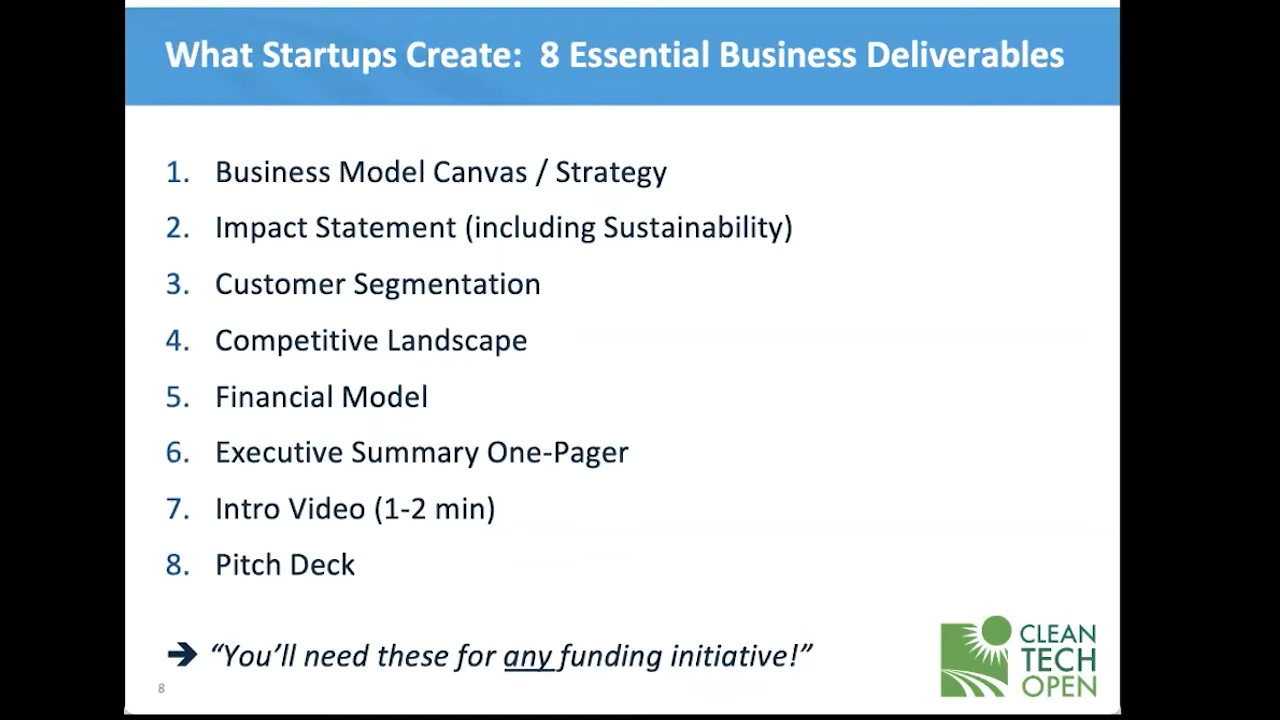 What Startups Create: 8 Essential Business Deliverables
1. Business Model Canvas / Strategy
2. Impact Statement (including Sustainability)
3. Customer Segmentation
4. Competitive Landscape
5. Financial Model
6. Executive Summary One-Pager
7. Intro Video (1-2 min)
8. Pitch Deck
➔ “You’ll need these for any funding initiative!”
8
CLEAN
TECH
OPEN